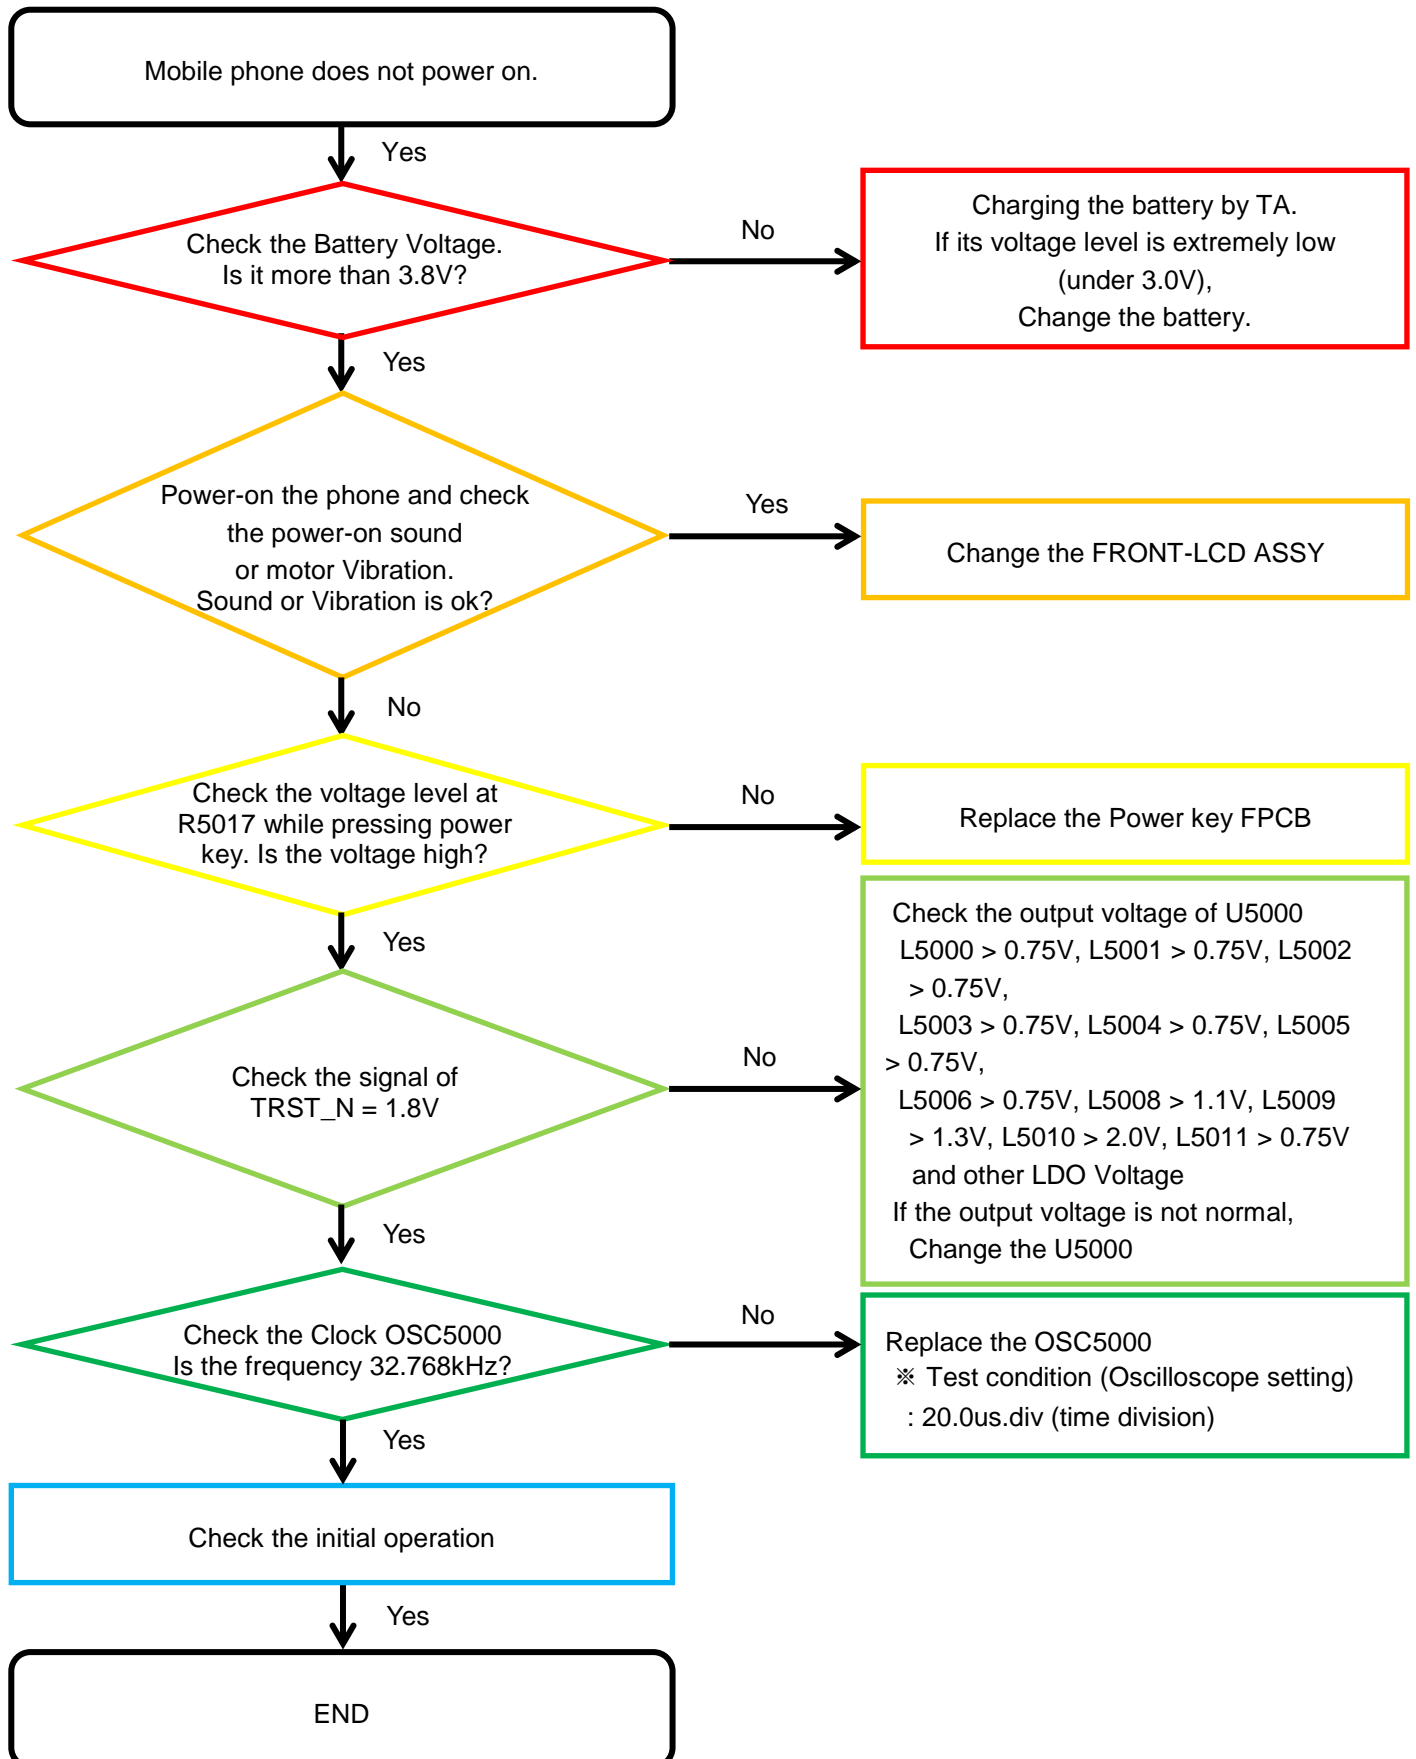 Mobile phone does not power on.
Yes
Check the Battery Voltage.
Is it more than 3.8V?
No
Charging the battery by TA.
If its voltage level is extremely low
(under 3.0V),
Change the battery.
Yes
Power-on the phone and check
the power-on sound
or motor Vibration.
Sound or Vibration is ok?
Yes
Change the FRONT-LCD ASSY
No
Check the voltage level at
R5017 while pressing power
key. Is the voltage high?
No
Replace the Power key FPCB
Yes
Check the signal of
TRST_N = 1.8V
No
Check the output voltage of U5000
L5000 > 0.75V, L5001 > 0.75V, L5002
> 0.75V,
L5003 > 0.75V, L5004 > 0.75V, L5005
> 0.75V,
L5006 > 0.75V, L5008 > 1.1V, L5009
> 1.3V, L5010 > 2.0V, L5011 > 0.75V
and other LDO Voltage
If the output voltage is not normal,
Change the U5000
Yes
Check the Clock OSC5000
Is the frequency 32.768kHz?
No
Replace the OSC5000
※ Test condition (Oscilloscope setting)
: 20.0us.div (time division)
Yes
Check the initial operation
Yes
END